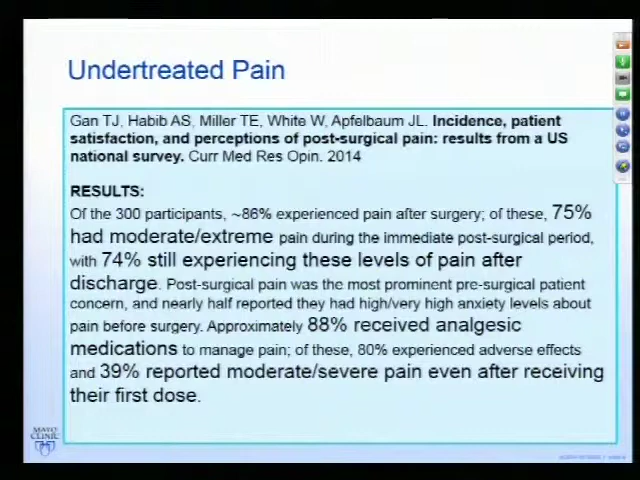 Undertreated Pain
Gan TJ, Habib AS, Miller TE, White W, Apfelbaum JL. Incidence, patient
satisfaction, and perceptions of post-surgical pain: results from a US
national survey. Curr Med Res Opin. 2014
RESULTS:
Of the 300 participants, ~86% experienced pain after surgery; of these, 75%
had moderate/extreme pain during the immediate post-surgical period,
with 74% still experiencing these levels of pain after
discharge. Post-surgical pain was the most prominent pre-surgical patient
concern, and nearly half reported they had high/very high anxiety levels about
pain before surgery. Approximately 88% received analgesic
medications to manage pain; of these, 80% experienced adverse effects
and 39% reported moderate/severe pain even after receiving
their first dose.
MAYO
CLINIC